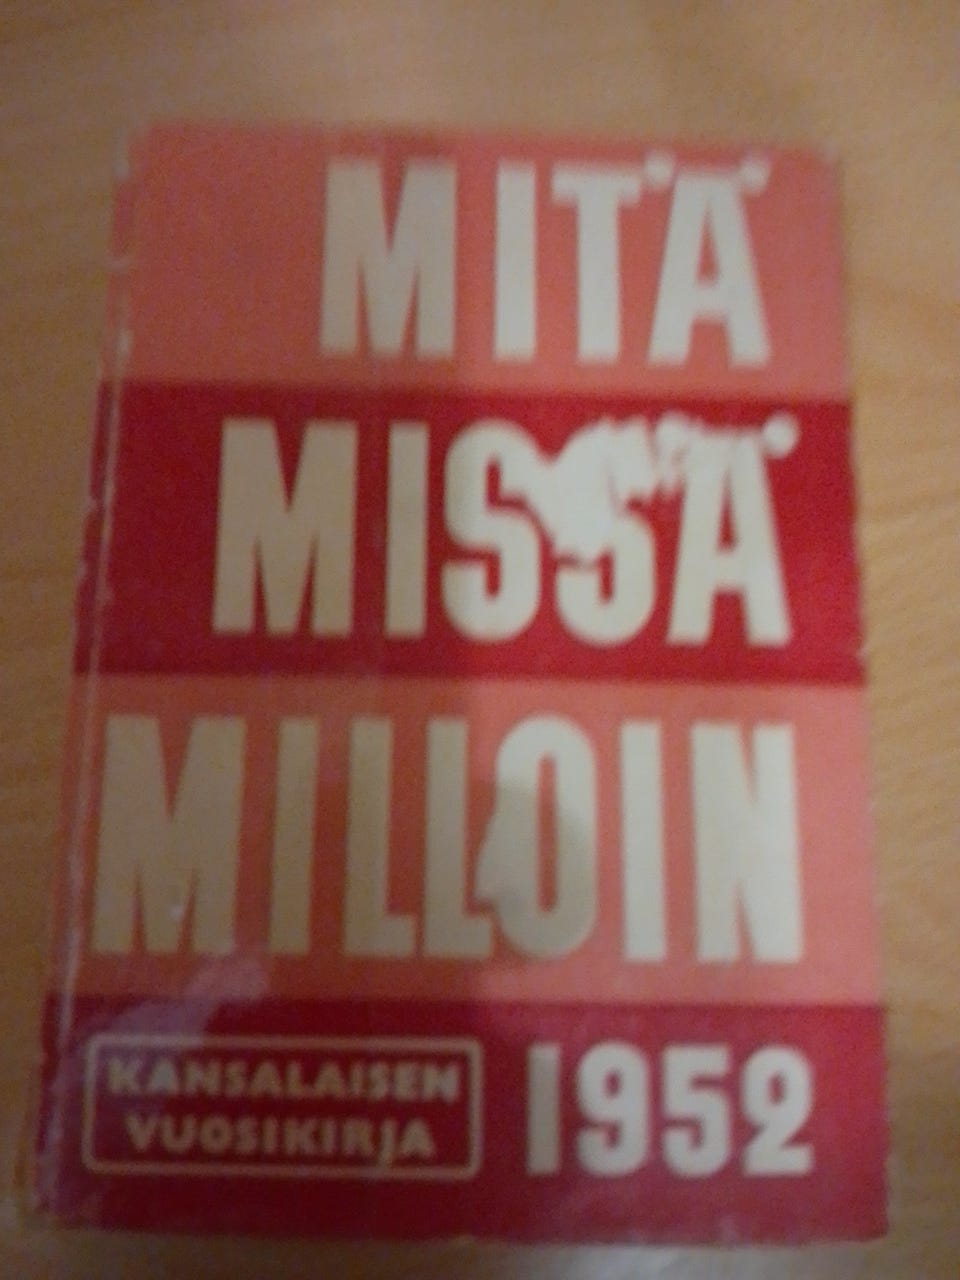 MITÄ
MISSÄ
MILLOIN
KANSALAISEN
VUOSIKIRJA
1952